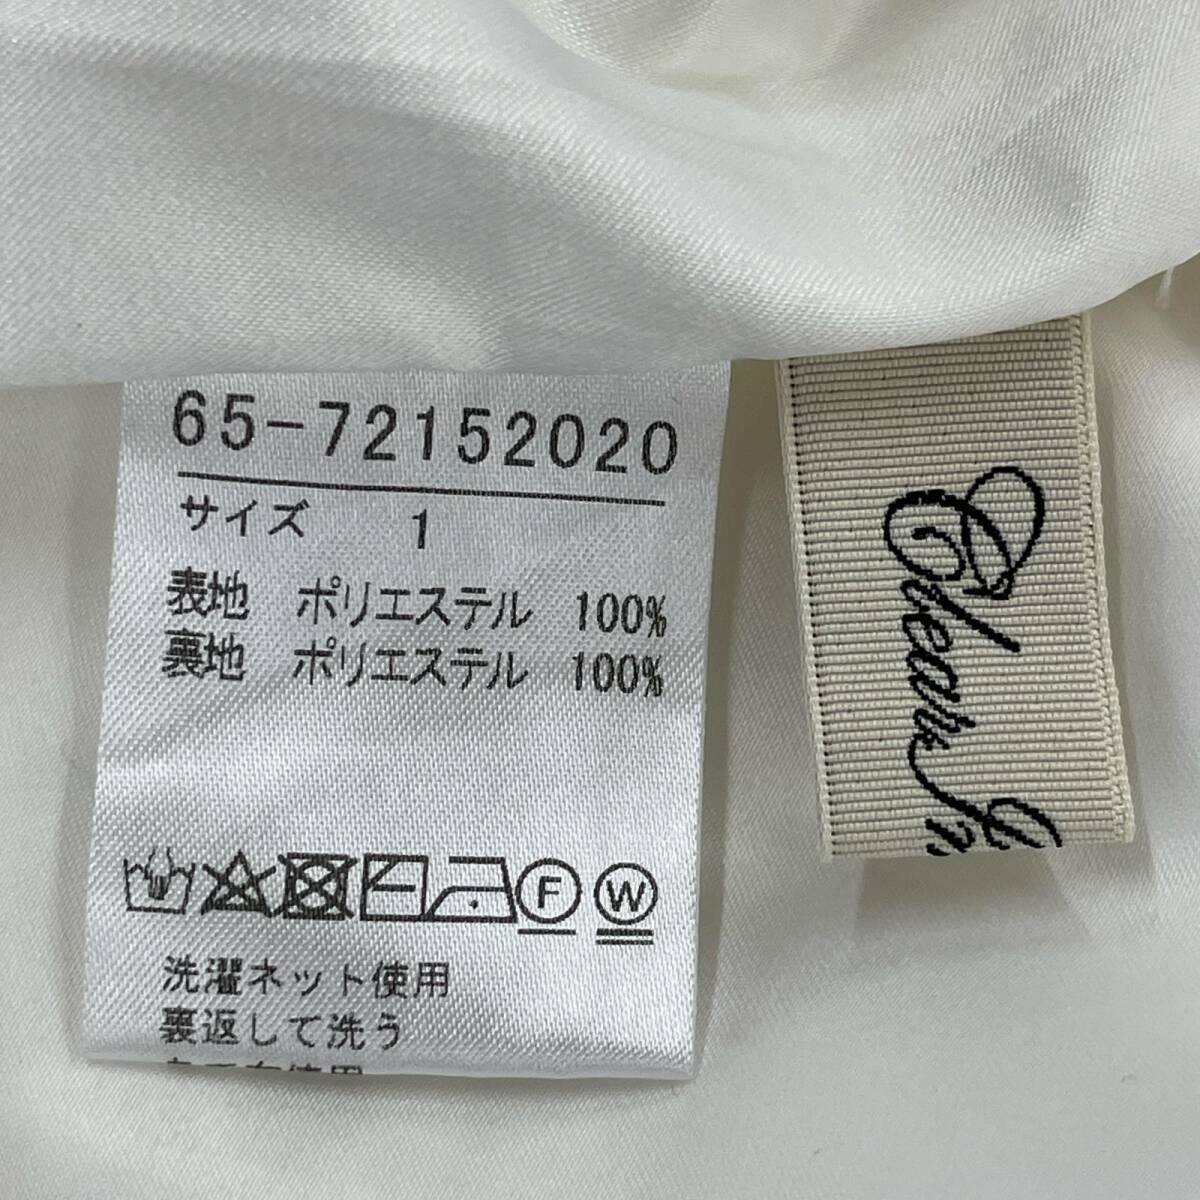 65-72152020
サイズ 1
表地 ポリエステル 100%
裏地 ポリエステル 100%
F W
洗濯ネット使用
裏返して洗う
Clear